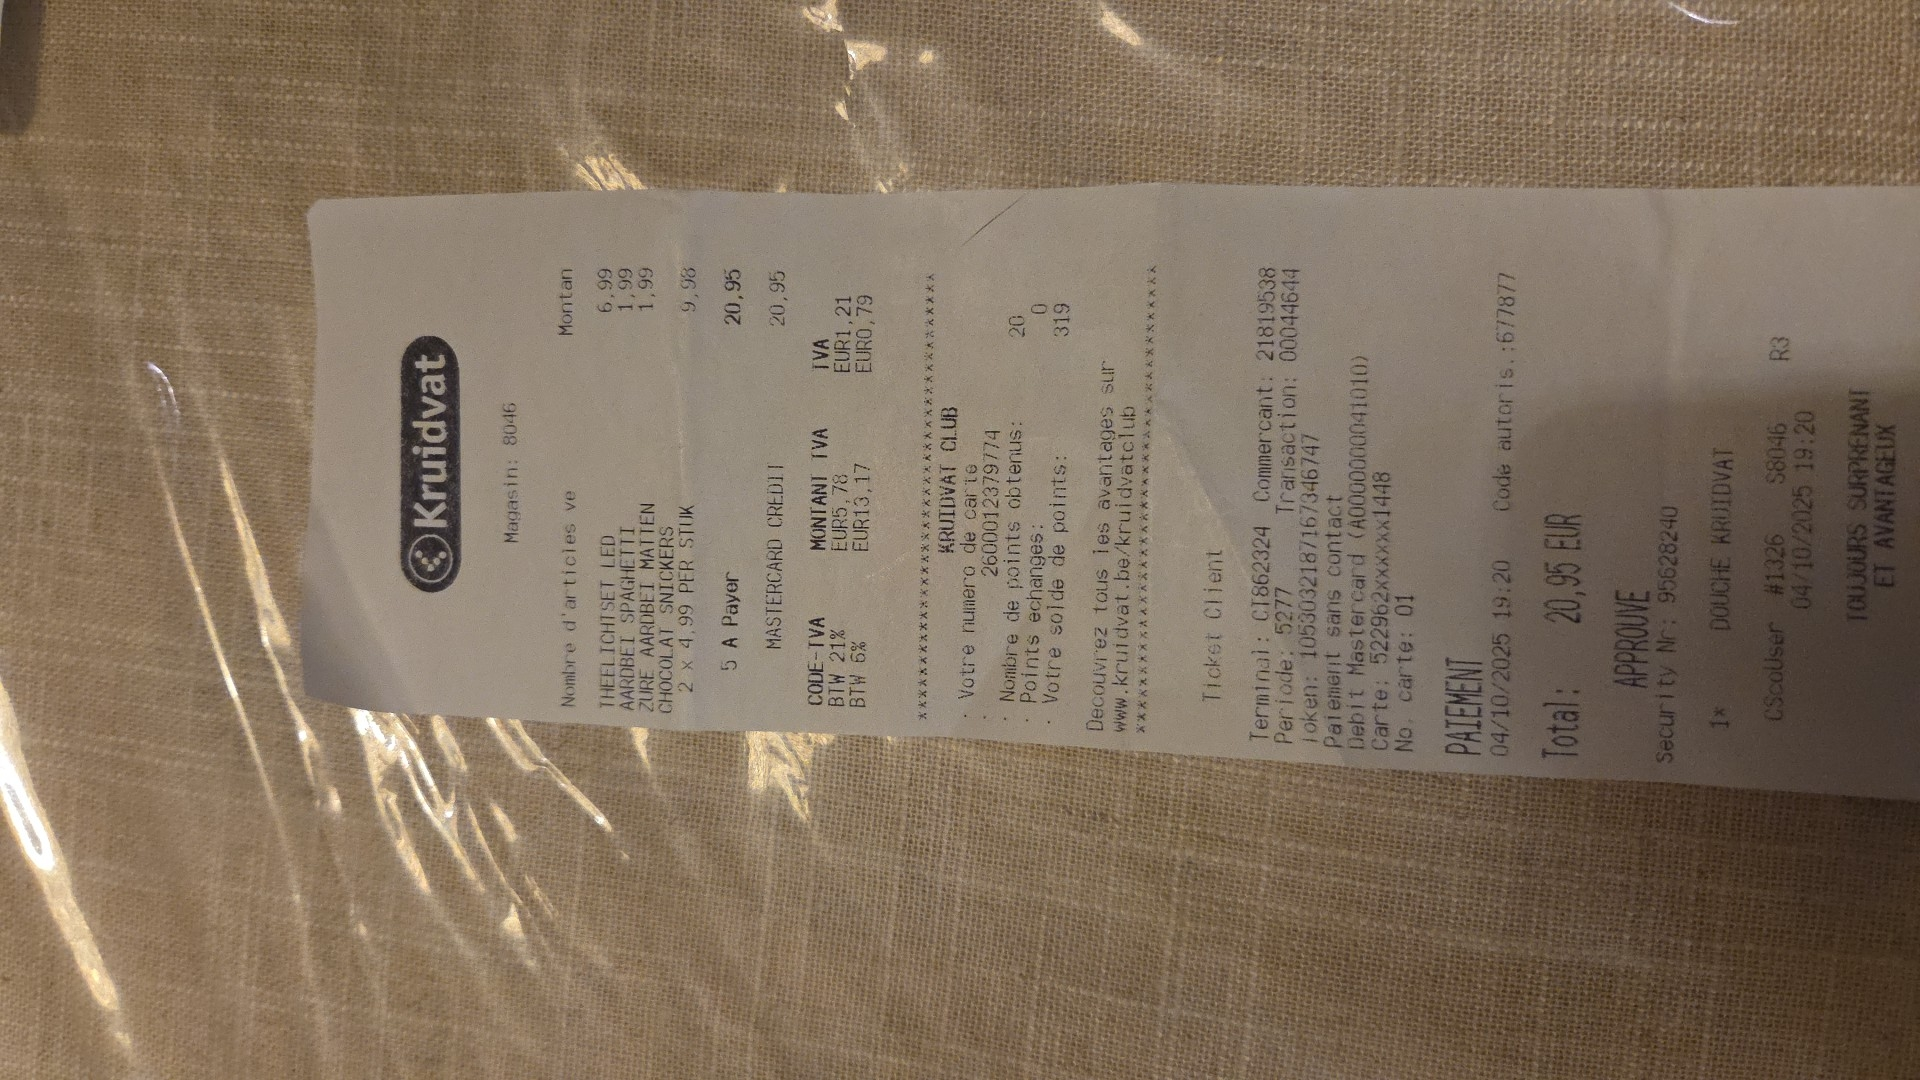 Kruidvat
Magasin: 8046
Nombre d'articles ve Montan
THEELICHTSET LED 6,99
AARDBEI SPAGHETTI 1,99
ZURE AARDBEI MATTEN 1,99
CHOCOLAT SNICKERS
2 x 4,99 PER STUK 9,98
5 A Payer 20,95
MASTERCARD CREDIT 20,95
CODE-TVA MONTANT TVA TVA
BTW 21% EUR5,78 EUR1,21
BTW 6% EUR13,17 EUR0,79
****************************************
KRUIDVAT CLUB
· Votre numero de carte
· 2600012379774
· Nombre de points obtenus: 20
· Points echanges: 0
· Votre solde de points: 319
Decouvrez tous les avantages sur
www.kruidvat.be/kruidvatclub
****************************************
Ticket Client
Terminal: CT862324 Commercant: 21819538
Periode: 5277 Transaction: 00044644
Token: 1053032187167346747
Paiement sans contact
Debit Mastercard (A0000000041010)
Carte: 522962xxxxxx1448
No. carte: 01
PAIEMENT
04/10/2025 19:20 Code autoris.:677877
Total: 20,95 EUR
APPROUVE
Security Nr: 95628240
1x DOUCHE KRUIDVAT
CScoUser #1326 S8046 R3
04/10/2025 19:20
TOUJOURS SURPRENANT
ET AVANTAGEUX